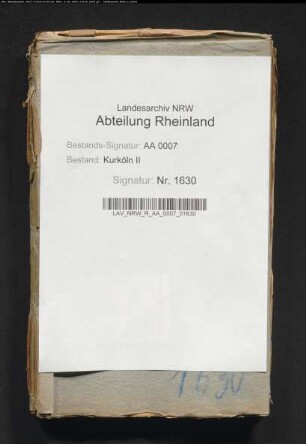 Landesarchiv NRW
Abteilung Rheinland
Bestands-Signatur: AA 0007
Bestand: Kurköln II
Signatur: Nr. 1630
LAV_NRW_R_AA_0007_01630
1630